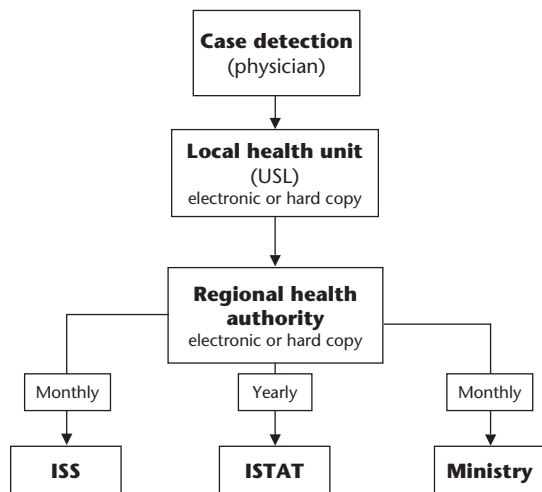 Case detection
(physician)
Local health unit
(USL)
electronic or hard copy
Regional health
authority
electronic or hard copy
Monthly
Yearly
Monthly
ISS
ISTAT
Ministry